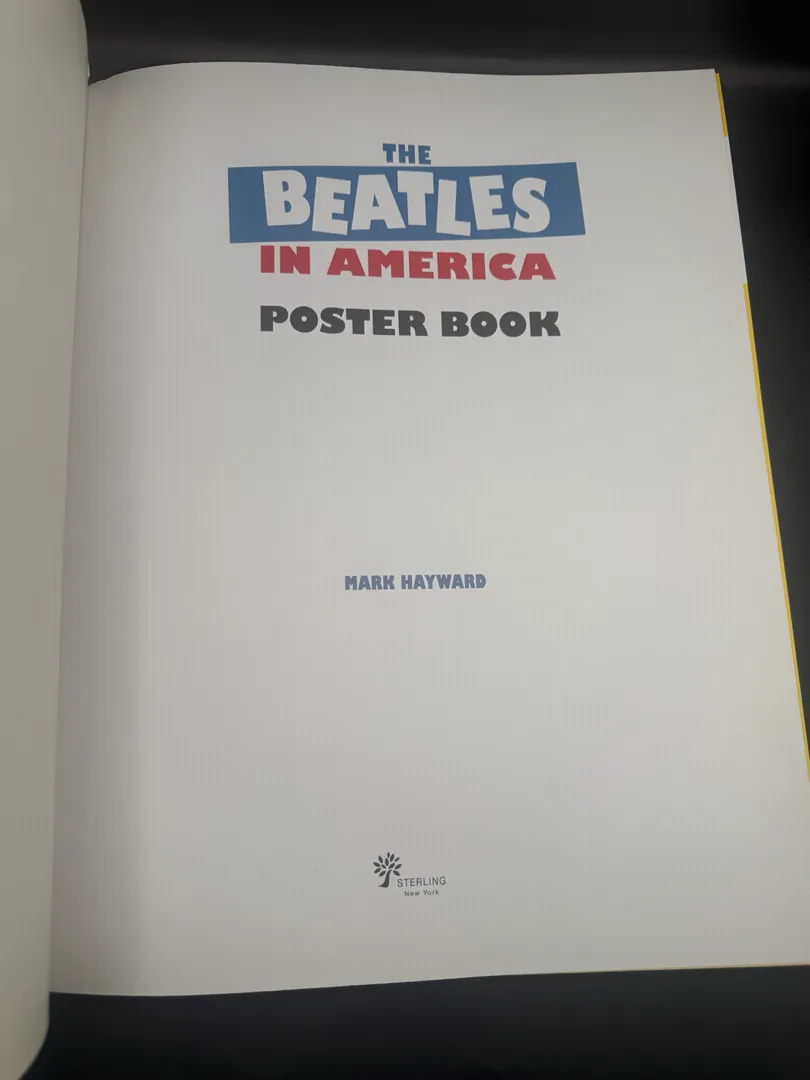 THE
BEATLES
IN AMERICA
POSTER BOOK
MARK HAYWARD
STERLING
New York